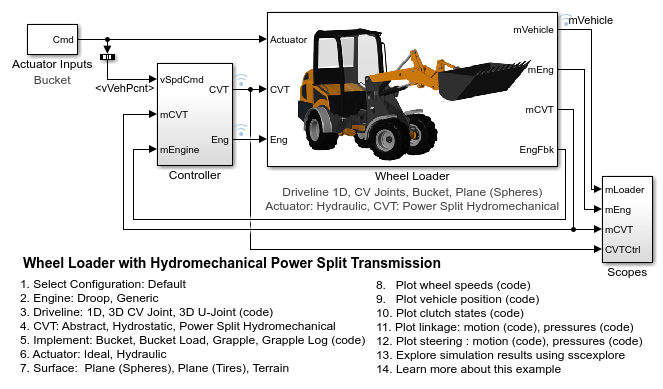 mVehicle
Cmd
Actuator Inputs
Bucket
<vVehPcnt>
vSpdCmd
mCVT
mEngine
CVT
Eng
Controller
Actuator
CVT
Eng
mVehicle
mEng
mCVT
EngFbk
Wheel Loader
Driveline 1D, CV Joints, Bucket, Plane (Spheres)
Actuator: Hydraulic, CVT: Power Split Hydromechanical
mLoader
mEng
mCVT
CVTCtrl
Scopes
Wheel Loader with Hydromechanical Power Split Transmission
1. Select Configuration: Default
2. Engine: Droop, Generic
3. Driveline: 1D, 3D CV Joint, 3D U-Joint (code)
4. CVT: Abstract, Hydrostatic, Power Split Hydromechanical
5. Implement: Bucket, Bucket Load, Grapple, Grapple Log (code)
6. Actuator: Ideal, Hydraulic
7. Surface: Plane (Spheres), Plane (Tires), Terrain
8. Plot wheel speeds (code)
9. Plot vehicle position (code)
10. Plot clutch states (code)
11. Plot linkage: motion (code), pressures (code)
12. Plot steering : motion (code), pressures (code)
13. Explore simulation results using sscexplore
14. Learn more about this example